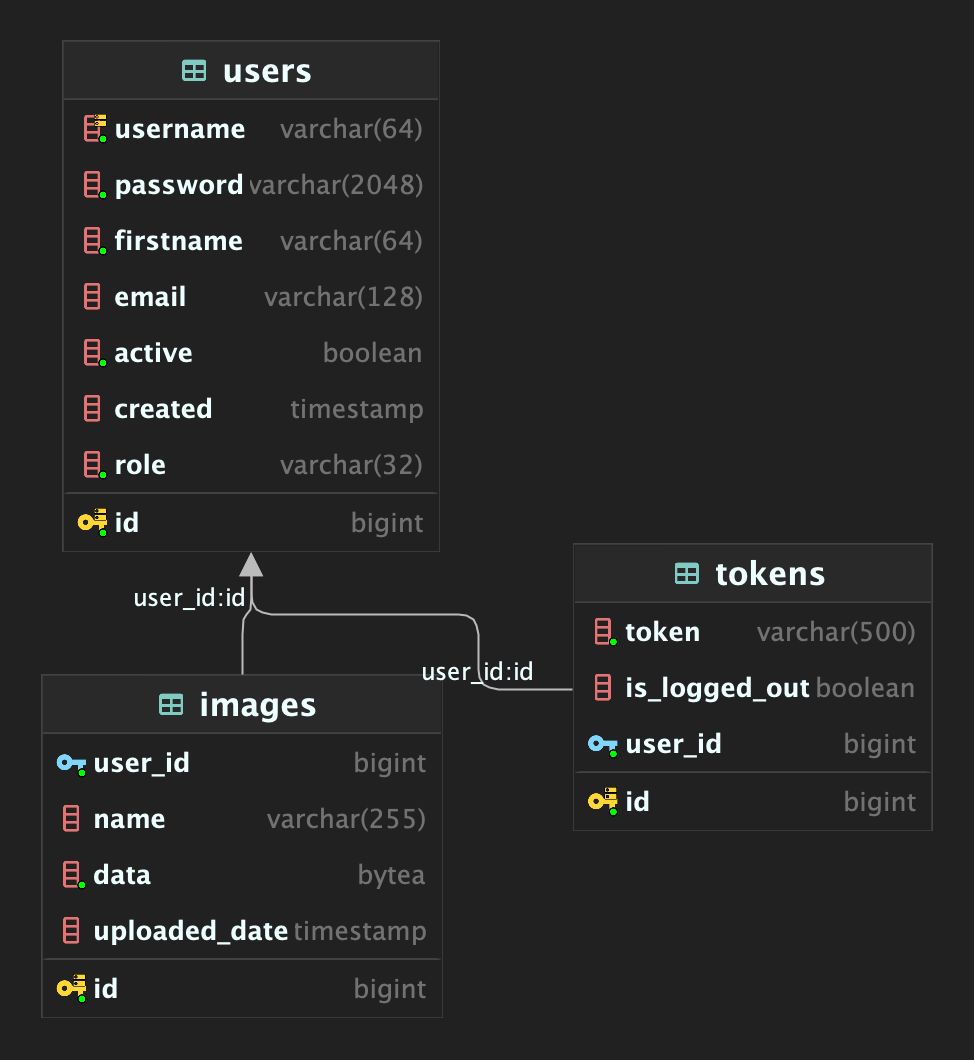 users
username varchar(64)
password varchar(2048)
firstname varchar(64)
email varchar(128)
active boolean
created timestamp
role varchar(32)
id bigint
user_id:id
user_id:id
tokens
token varchar(500)
is_logged_out boolean
user_id bigint
id bigint
images
user_id bigint
name varchar(255)
data bytea
uploaded_date timestamp
id bigint